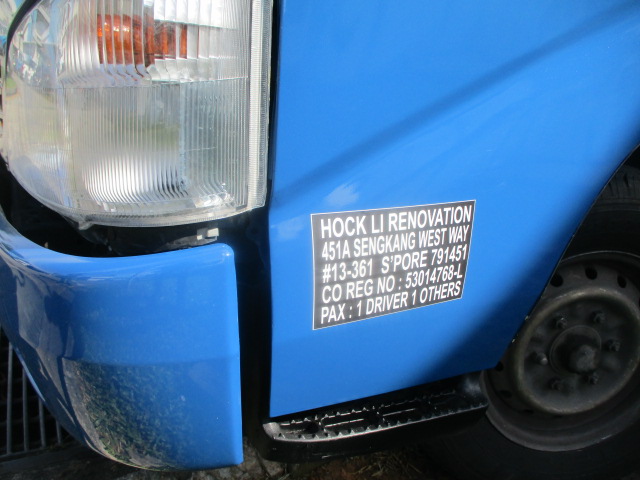 HOCK LI RENOVATION
451A SENGKANG WEST WAY
#13-361 S'PORE 791451
CO REG NO : 53014768-L
PAX : 1 DRIVER 1 OTHERS